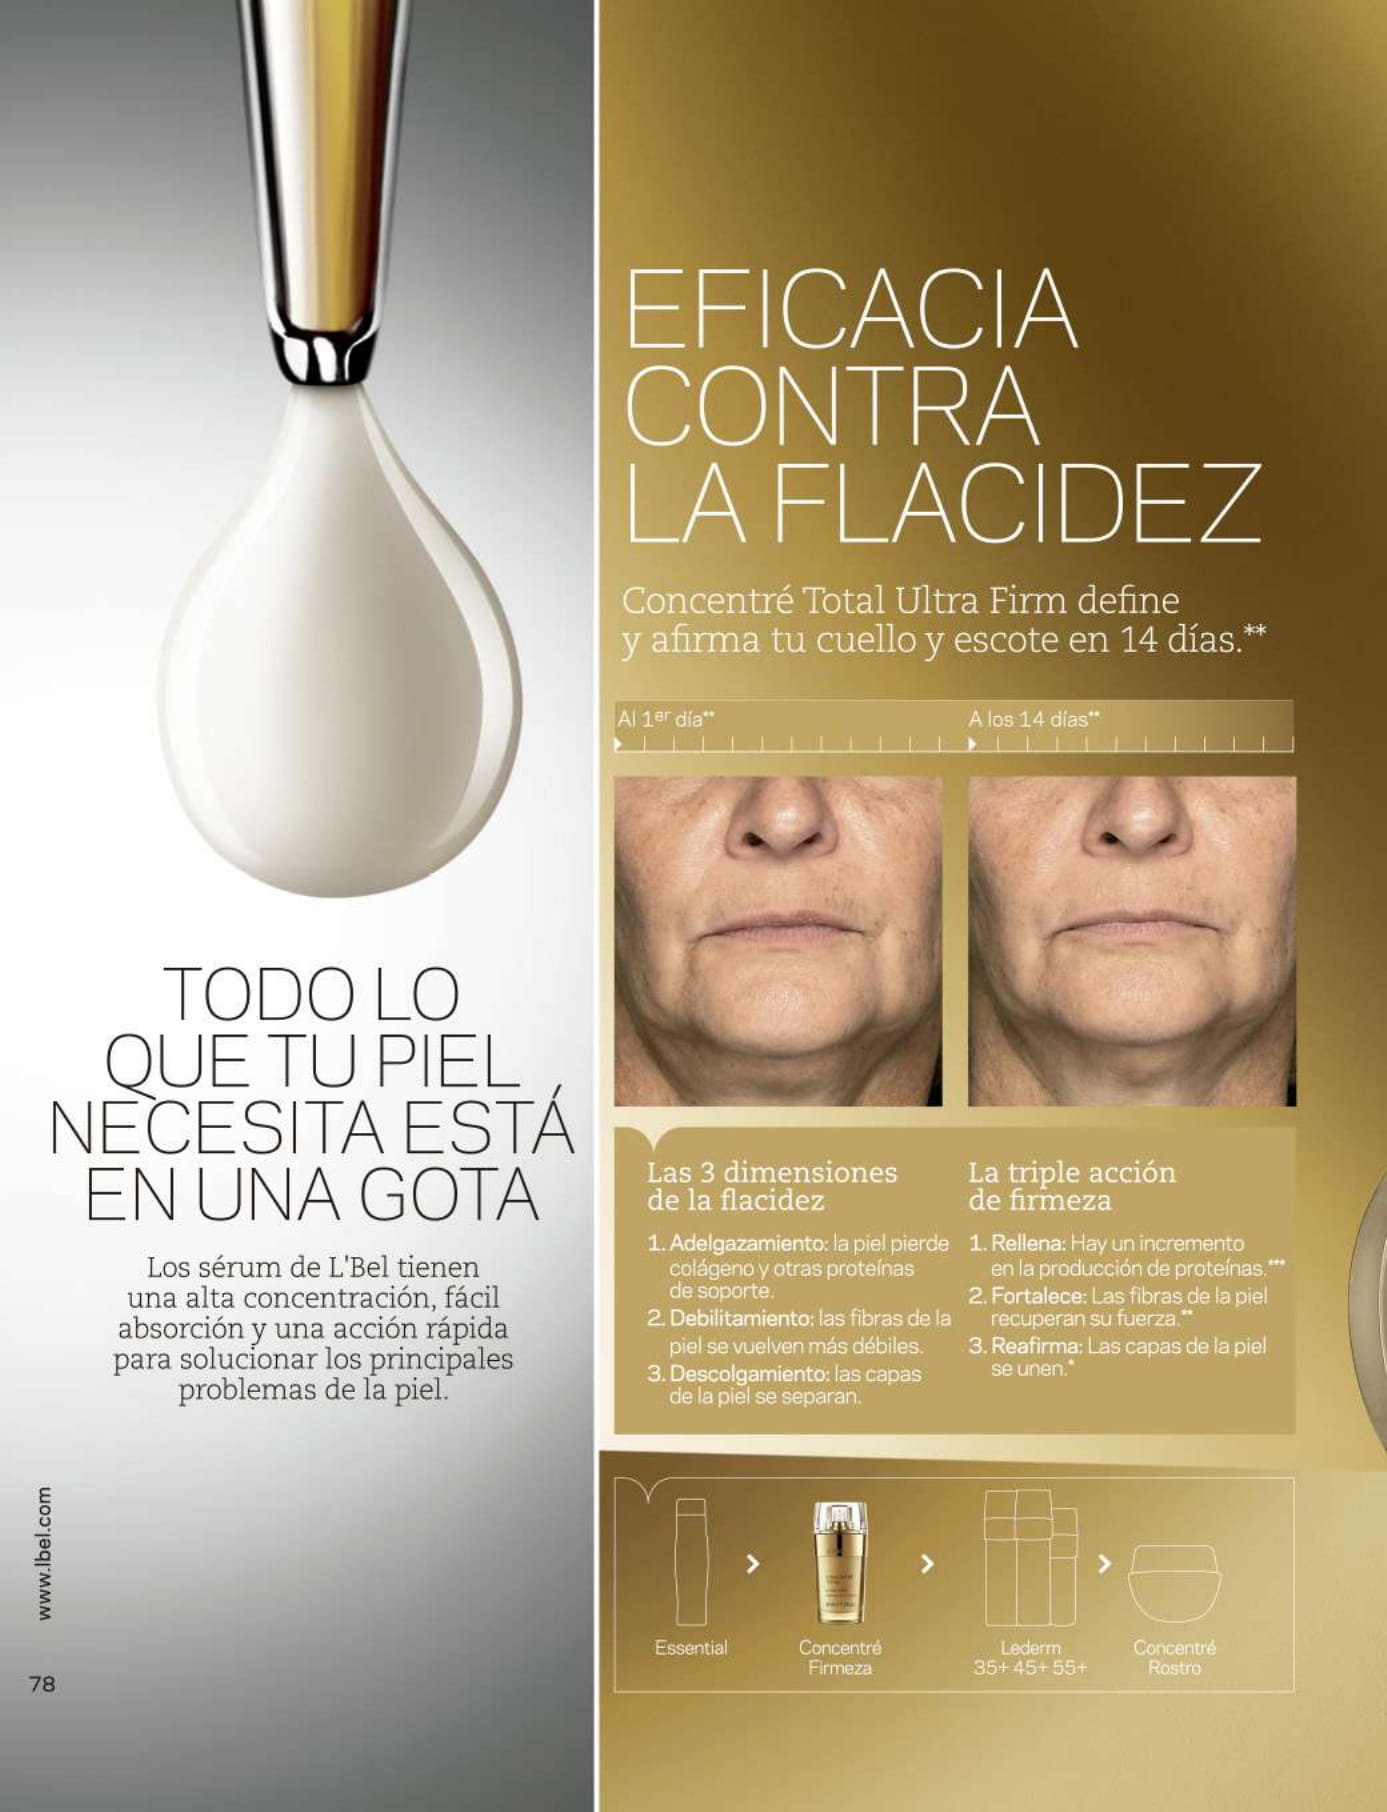 TODO LO
QUE TU PIEL
NECESITA ESTÁ
EN UNA GOTA
Los sérum de L'Bel tienen
una alta concentración, fácil
absorción y una acción rápida
para solucionar los principales
problemas de la piel.
www.lbel.com
78
EFICACIA
CONTRA
LA FLACIDEZ
Concentré Total Ultra Firm define
y afirma tu cuello y escote en 14 días.**
Al 1er día**
A los 14 días**
Las 3 dimensiones
de la flacidez
1. Adelgazamiento: la piel pierde
colágeno y otras proteínas
de soporte.
2. Debilitamiento: las fibras de la
piel se vuelven más débiles.
3. Descolgamiento: las capas
de la piel se separan.
La triple acción
de firmeza
1. Rellena: Hay un incremento
en la producción de proteínas.***
2. Fortalece: Las fibras de la piel
recuperan su fuerza.**
3. Reafirma: Las capas de la piel
se unen.*
Essential
Concentré
Firmeza
Lederm
35+ 45+ 55+
Concentré
Rostro